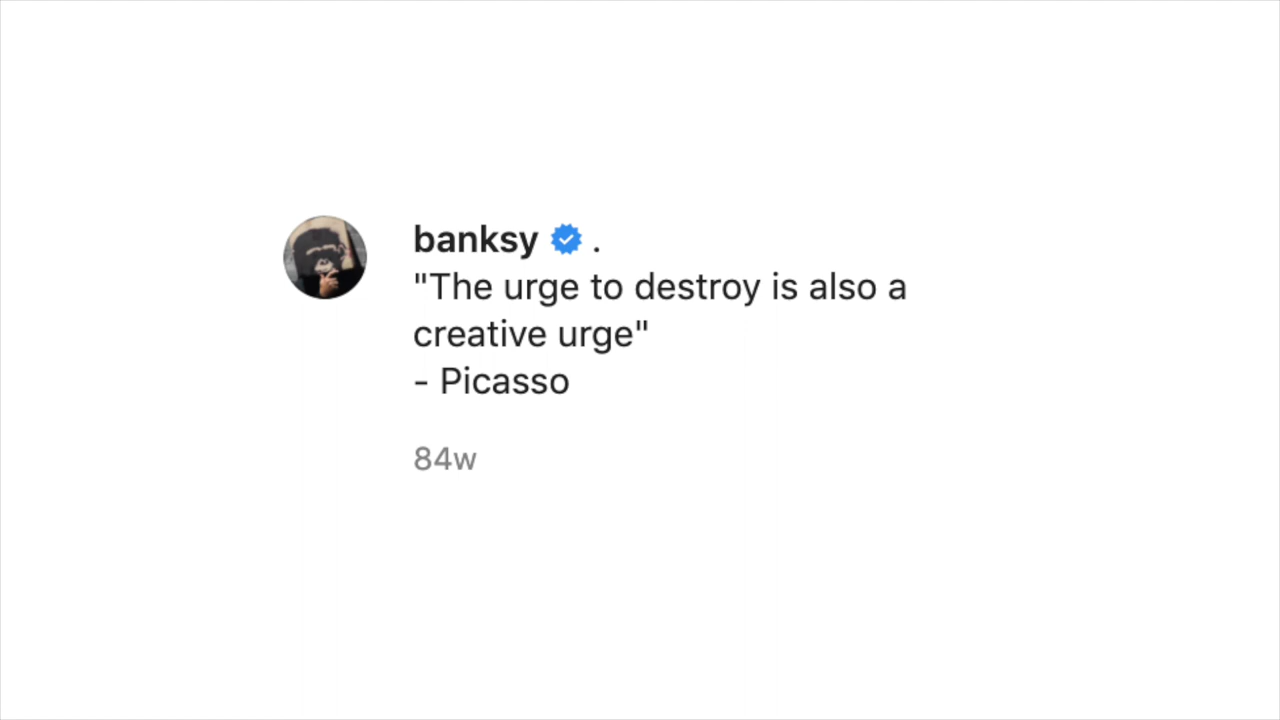 banksy .
"The urge to destroy is also a
creative urge"
- Picasso
84w